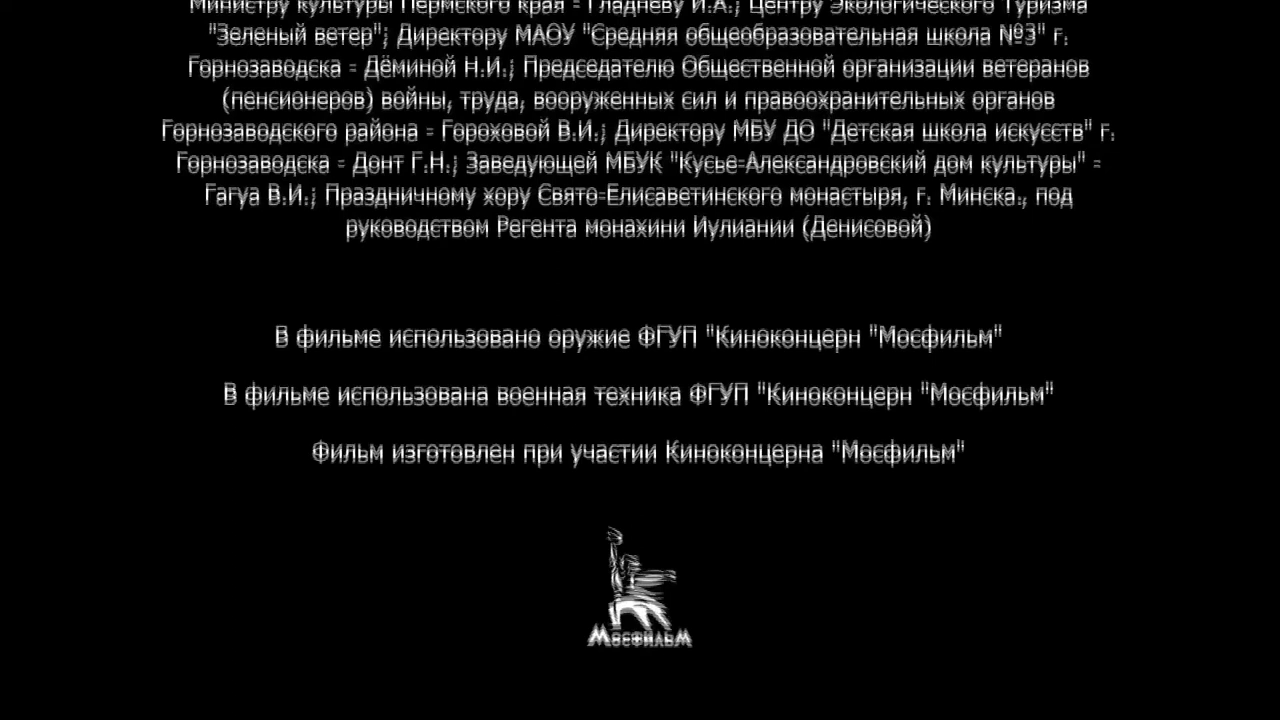 Министру культуры Пермского края - Гладневу И.А.; Центру Экологического Туризма
"Зеленый ветер"; Директору МАОУ "Средняя общеобразовательная школа №3" г.
Горнозаводска - Дёминой Н.И.; Председателю Общественной организации ветеранов
(пенсионеров) войны, труда, вооруженных сил и правоохранительных органов
Горнозаводского района - Гороховой В.И.; Директору МБУ ДО "Детская школа искусств" г.
Горнозаводска - Донт Г.Н.; Заведующей МБУК "Кусье-Александровский дом культуры" -
Гагуа В.И.; Праздничному хору Свято-Елисаветинского монастыря, г. Минска., под
руководством Регента монахини Иулиании (Денисовой)
В фильме использовано оружие ФГУП "Киноконцерн "Мосфильм"
В фильме использована военная техника ФГУП "Киноконцерн "Мосфильм"
Фильм изготовлен при участии Киноконцерна "Мосфильм"
Мосфильм